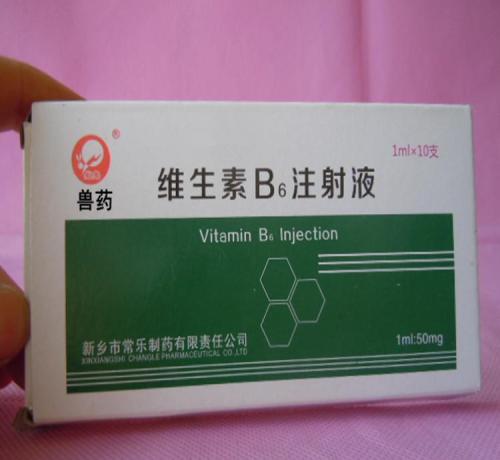 ®
1ml×10支
维生素B6注射液
兽药
Vitamin B6 Injection
新乡市常乐制药有限责任公司
XINXIANGSHI CHANGLE PHARMACEUTICAL CO.,LTD
1ml:50mg